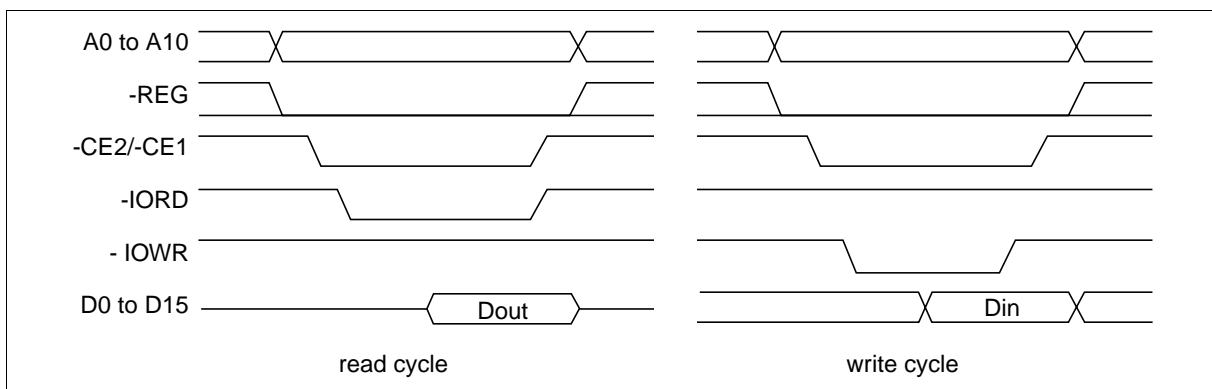 A0 to A10
-REG
-CE2/-CE1
-IORD
- IOWR
D0 to D15
Dout
Din
read cycle
write cycle